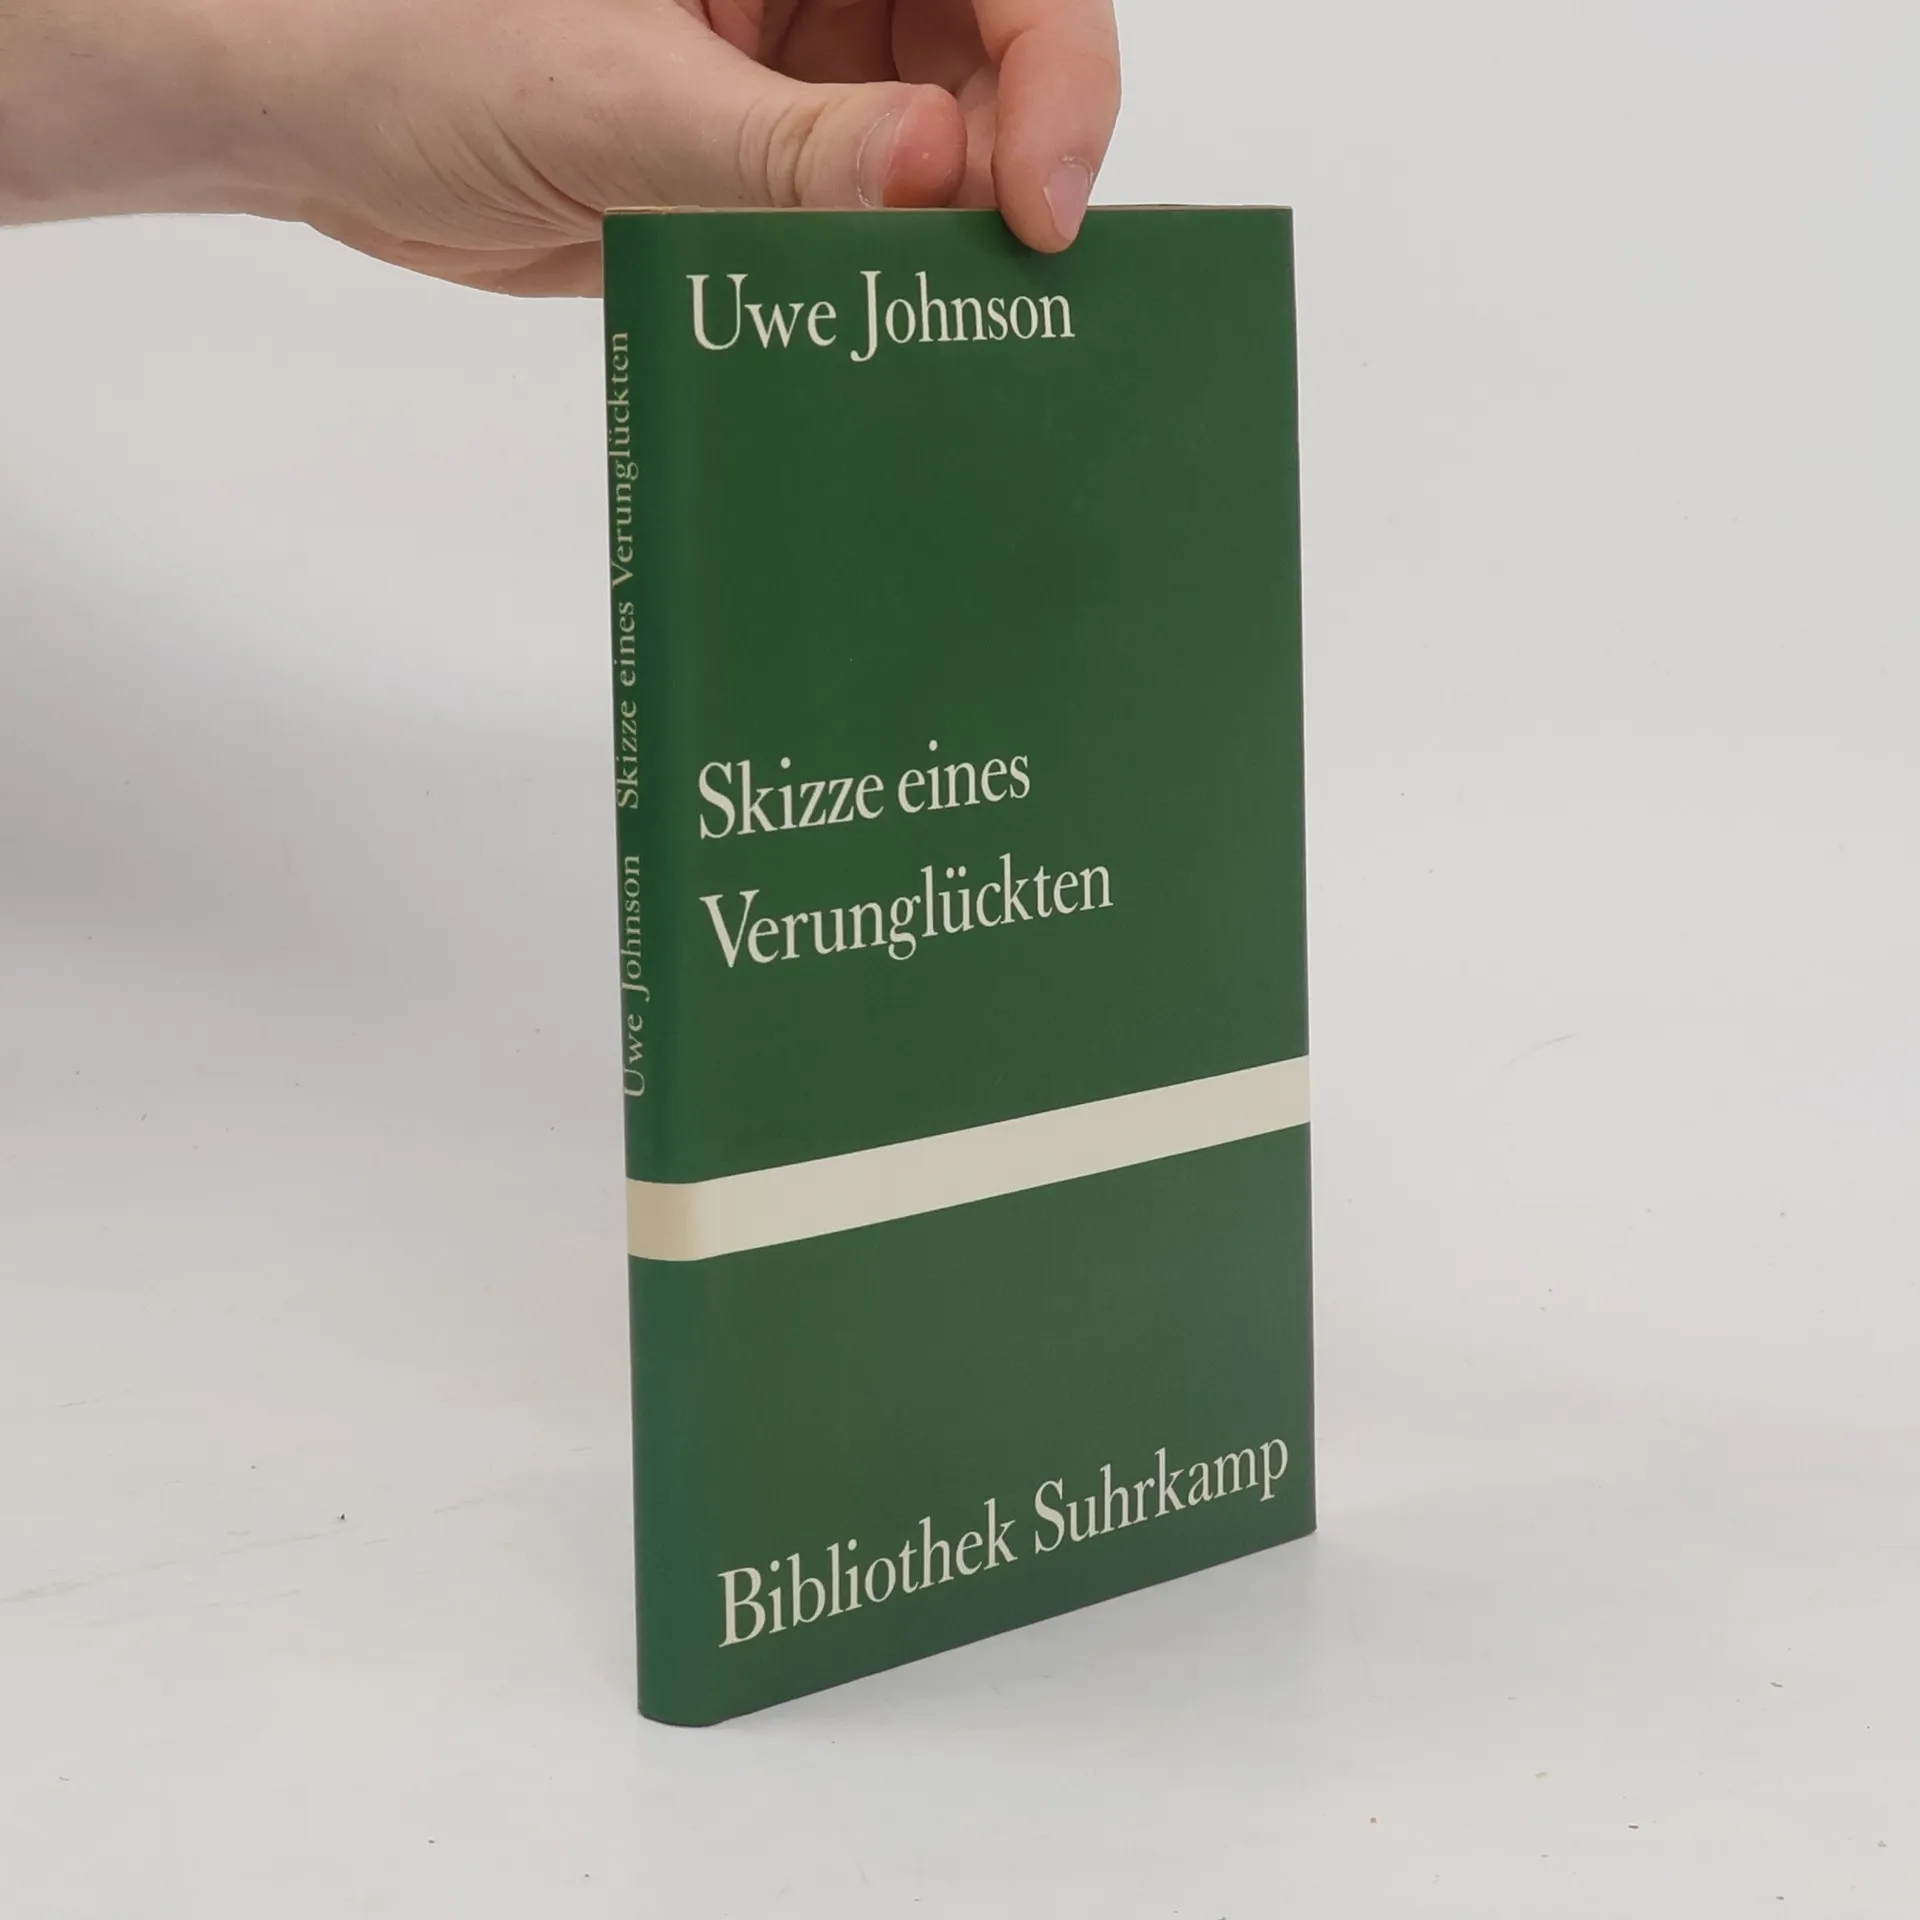 Uwe Johnson
Skizze eines
Verunglückten
Bibliothek Suhrkamp
Uwe Johnson Skizze eines Verunglückten